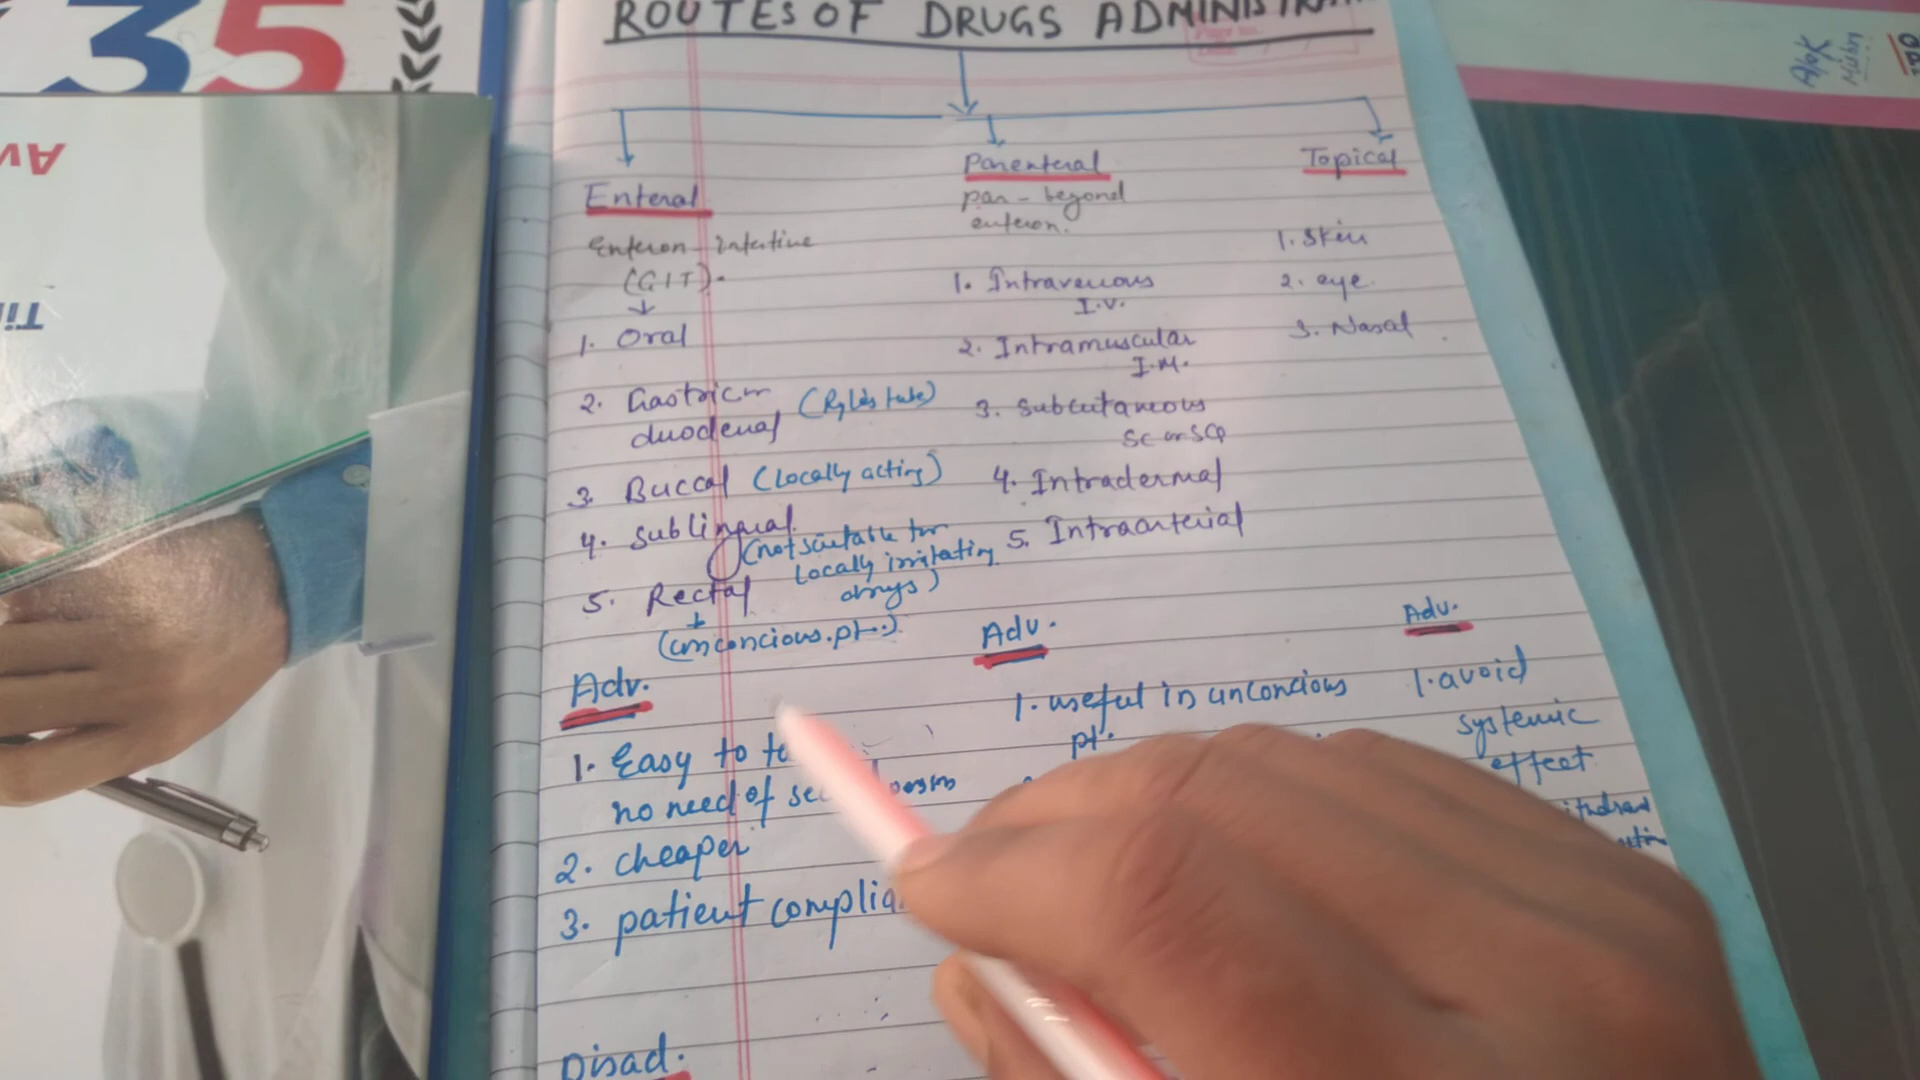 35
ROUTES OF DRUGS ADMINISTRA
Enteral
Enteron - Intestine
(GIT).
1. Oral
2. Gastric or
duodenal
(Ryle's tube)
3. Buccal (locally acting)
4. Sublingual
(not suitable for
locally irritating
drugs)
5. Rectal
(unconcious. pt.)
Adv.
1. Easy to
no need of
2. cheaper
3. patient
Disad.
Parenteral
par - beyond
enteron.
1. Intravenous
I.V.
2. Intramuscular
I.M.
3. Subcutaneous
SC or SQ
4. Intradermal
5. Intraarterial
Adv.
1. useful in unconcious
pt.
Topical
1. Skin
2. eye.
3. Nasal
Adv.
1. avoid
systemic
effect